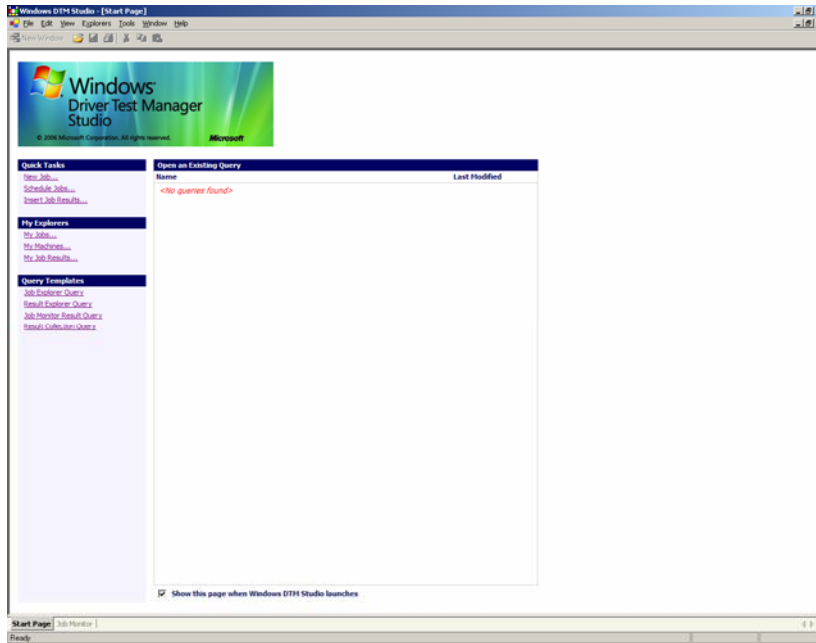 Windows DTM Studio - [Start Page]
File Edit View Explorers Tools Window Help
New Window
Windows
Driver Test Manager
Studio
© 2006 Microsoft Corporation. All rights reserved. Microsoft
Quick Tasks
New Job...
Schedule Jobs...
Insert Job Results...
My Explorers
My Jobs...
My Machines...
My Job Results...
Query Templates
Job Explorer Query
Result Explorer Query
Job Monitor Result Query
Result Collection Query
Open an Existing Query
Name Last Modified
<No queries found>
Show this page when Windows DTM Studio launches
Start Page Job Monitor
Ready